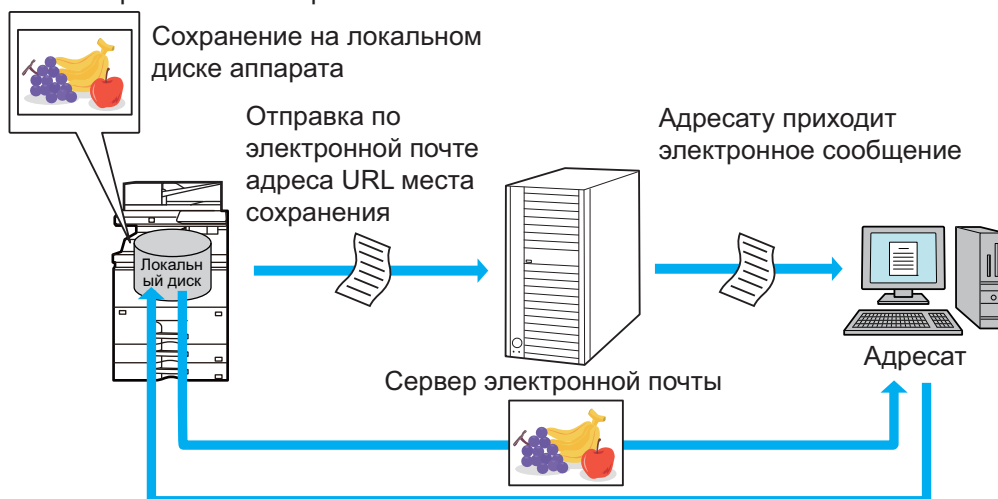 Сохранение на локальном
диске аппарата
Отправка по
электронной почте
адреса URL места
сохранения
Адресату приходит
электронное сообщение
Локальн
ый диск
Адресат
Сервер электронной почты